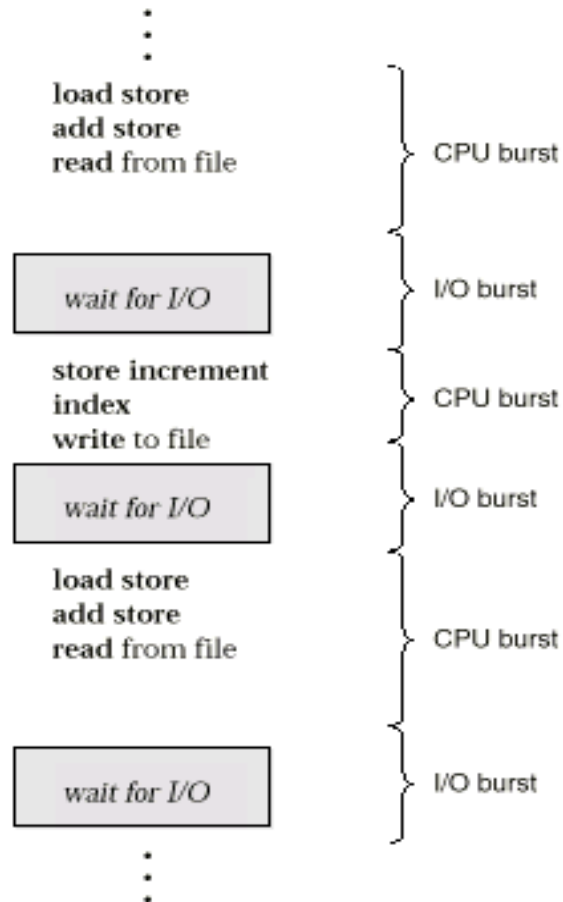 load store
add store
read from file
CPU burst
wait for I/O
I/O burst
store increment
index
write to file
CPU burst
wait for I/O
I/O burst
load store
add store
read from file
CPU burst
wait for I/O
I/O burst